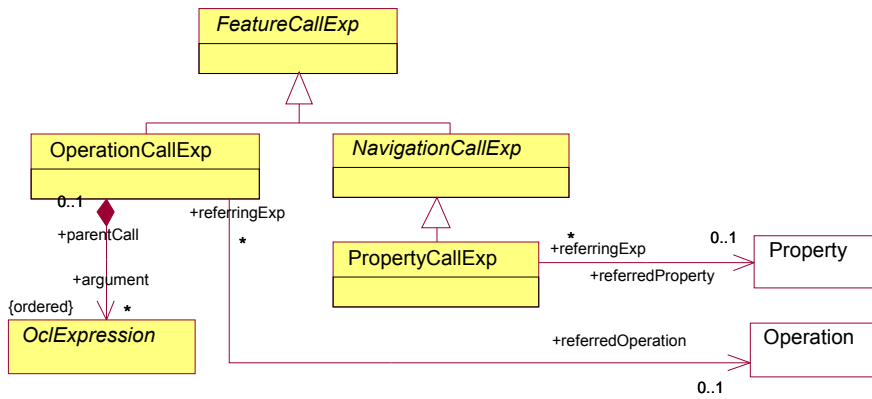 FeatureCallExp
OperationCallExp
NavigationCallExp
0..1
+parentCall
+referringExp
*
+argument
{ordered}
*
OclExpression
PropertyCallExp
*
+referringExp
0..1
+referredProperty
Property
+referredOperation
0..1
Operation